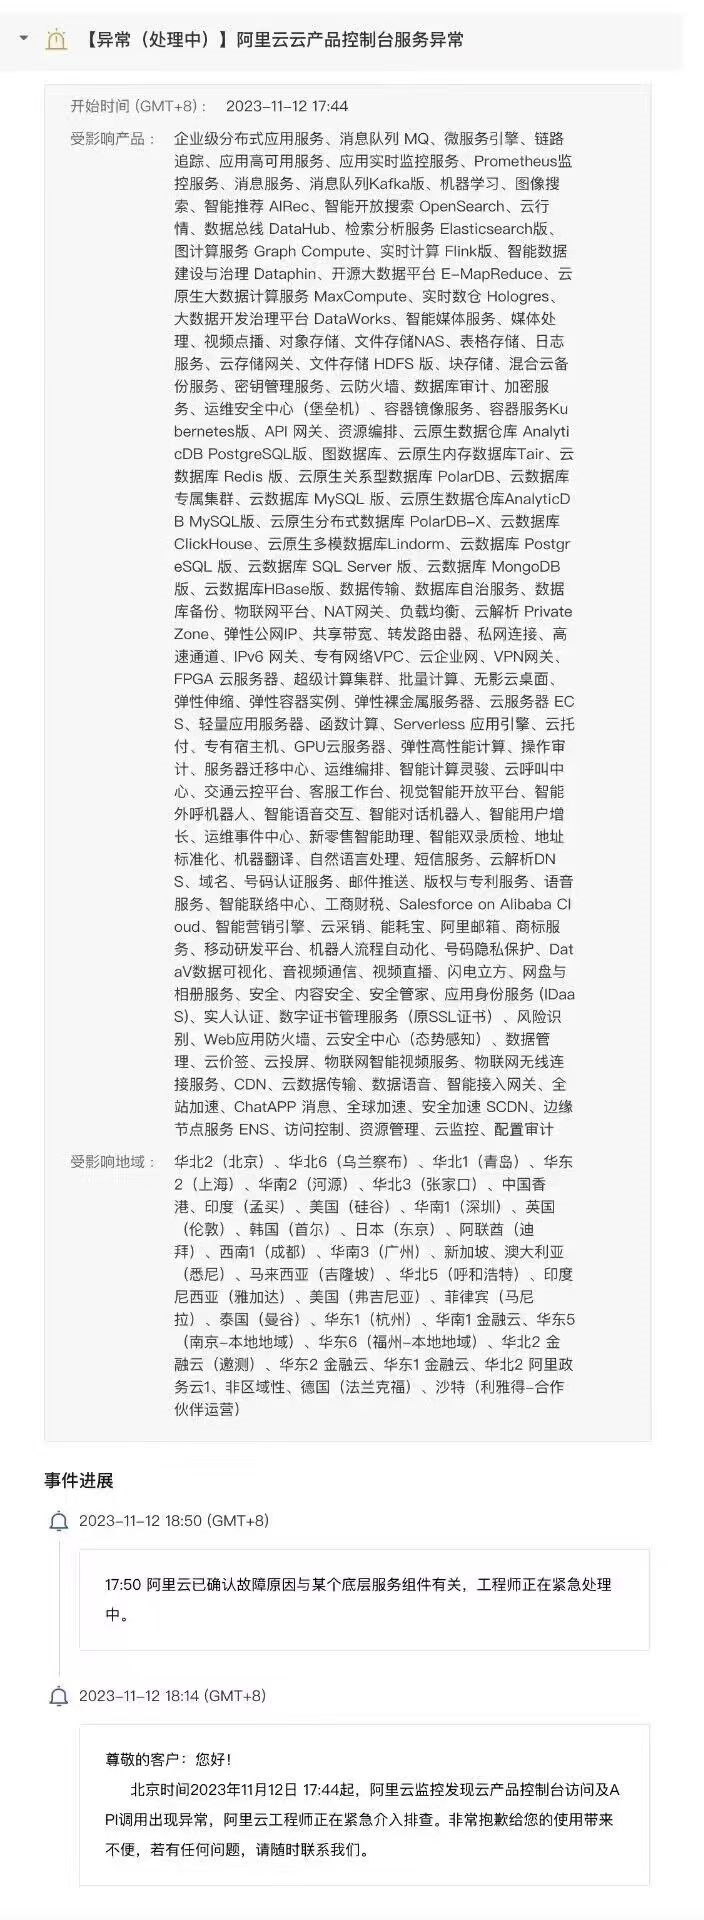 【异常（处理中）】阿里云云产品控制台服务异常
开始时间 (GMT+8)： 2023-11-12 17:44
受影响产品： 企业级分布式应用服务、消息队列 MQ、微服务引擎、链路
追踪、应用高可用服务、应用实时监控服务、Prometheus监
控服务、消息服务、消息队列Kafka版、机器学习、图像搜
索、智能推荐 AIRec、智能开放搜索 OpenSearch、云行
情、数据总线 DataHub、检索分析服务 Elasticsearch版、
图计算服务 Graph Compute、实时计算 Flink版、智能数据
建设与治理 Dataphin、开源大数据平台 E-MapReduce、云
原生大数据计算服务 MaxCompute、实时数仓 Hologres、
大数据开发治理平台 DataWorks、智能媒体服务、媒体处
理、视频点播、对象存储、文件存储NAS、表格存储、日志
服务、云存储网关、文件存储 HDFS 版、块存储、混合云备
份服务、密钥管理服务、云防火墙、数据库审计、加密服
务、运维安全中心（堡垒机）、容器镜像服务、容器服务Ku
bernetes版、API 网关、资源编排、云原生数据仓库 Analyti
cDB PostgreSQL版、图数据库、云原生内存数据库Tair、云
数据库 Redis 版、云原生关系型数据库 PolarDB、云数据库
专属集群、云数据库 MySQL 版、云原生数据仓库AnalyticD
B MySQL版、云原生分布式数据库 PolarDB-X、云数据库
ClickHouse、云原生多模数据库Lindorm、云数据库 Postgr
eSQL 版、云数据库 SQL Server 版、云数据库 MongoDB
版、云数据库HBase版、数据传输、数据库自治服务、数据
库备份、物联网平台、NAT网关、负载均衡、云解析 Private
Zone、弹性公网IP、共享带宽、转发路由器、私网连接、高
速通道、IPv6 网关、专有网络VPC、云企业网、VPN网关、
FPGA 云服务器、超级计算集群、批量计算、无影云桌面、
弹性伸缩、弹性容器实例、弹性裸金属服务器、云服务器 EC
S、轻量应用服务器、函数计算、Serverless 应用引擎、云托
付、专有宿主机、GPU云服务器、弹性高性能计算、操作审
计、服务器迁移中心、运维编排、智能计算灵骏、云呼叫中
心、交通云控平台、客服工作台、视觉智能开放平台、智能
外呼机器人、智能语音交互、智能对话机器人、智能用户增
长、运维事件中心、新零售智能助理、智能双录质检、地址
标准化、机器翻译、自然语言处理、短信服务、云解析DN
S、域名、号码认证服务、邮件推送、版权与专利服务、语音
服务、智能联络中心、工商财税、Salesforce on Alibaba Cl
oud、智能营销引擎、云采销、能耗宝、阿里邮箱、商标服
务、移动研发平台、机器人流程自动化、号码隐私保护、Dat
aV数据可视化、音视频通信、视频直播、闪电立方、网盘与
相册服务、安全、内容安全、安全管家、应用身份服务 (IDaa
S)、实人认证、数字证书管理服务（原SSL证书）、风险识
别、Web应用防火墙、云安全中心（态势感知）、数据管
理、云价签、云投屏、物联网智能视频服务、物联网无线连
接服务、CDN、云数据传输、数据语音、智能接入网关、全
站加速、ChatAPP 消息、全球加速、安全加速 SCDN、边缘
节点服务 ENS、访问控制、资源管理、云监控、配置审计
受影响地域： 华北2（北京）、华北6（乌兰察布）、华北1（青岛）、华东
2（上海）、华南2（河源）、华北3（张家口）、中国香
港、印度（孟买）、美国（硅谷）、华南1（深圳）、英国
（伦敦）、韩国（首尔）、日本（东京）、阿联酋（迪
拜）、西南1（成都）、华南3（广州）、新加坡、澳大利亚
（悉尼）、马来西亚（吉隆坡）、华北5（呼和浩特）、印度
尼西亚（雅加达）、美国（弗吉尼亚）、菲律宾（马尼
拉）、泰国（曼谷）、华东1（杭州）、华南1 金融云、华东5
（南京-本地地域）、华东6（福州-本地地域）、华北2 金
融云（邀测）、华东2 金融云、华东1 金融云、华北2 阿里政
务云1、非区域性、德国（法兰克福）、沙特（利雅得-合作
伙伴运营）
事件进展
2023-11-12 18:50 (GMT+8)
17:50 阿里云已确认故障原因与某个底层服务组件有关，工程师正在紧急处理
中。
2023-11-12 18:14 (GMT+8)
尊敬的客户：您好！
北京时间2023年11月12日 17:44起，阿里云监控发现云产品控制台访问及A
PI调用出现异常，阿里云工程师正在紧急介入排查。非常抱歉给您的使用带来
不便，若有任何问题，请随时联系我们。